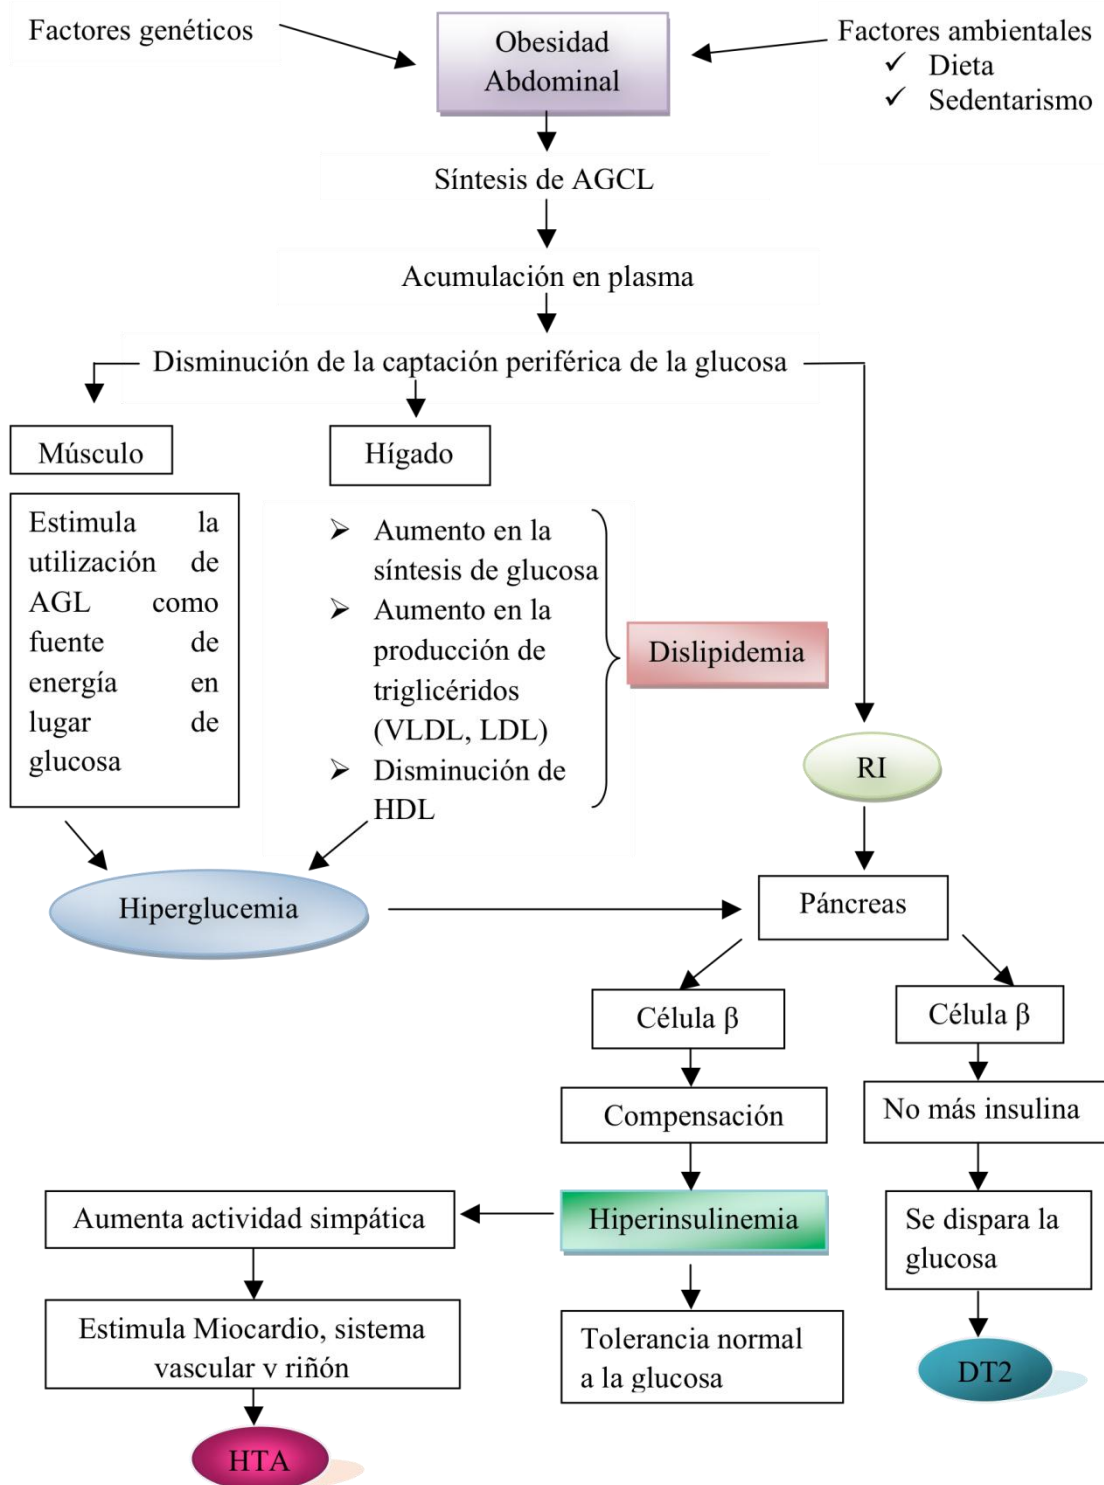 Factores genéticos
Obesidad
Abdominal
Factores ambientales
✓ Dieta
✓ Sedentarismo
Síntesis de AGCL
Acumulación en plasma
Disminución de la captación periférica de la glucosa
Músculo
Hígado
Estimula la
utilización de
AGL como
fuente de
energía en
lugar de
glucosa
➢ Aumento en la
síntesis de glucosa
➢ Aumento en la
producción de
triglicéridos
(VLDL, LDL)
➢ Disminución de
HDL
Dislipidemia
RI
Hiperglucemia
Páncreas
Célula β
Célula β
Compensación
No más insulina
Aumenta actividad simpática
Hiperinsulinemia
Se dispara la
glucosa
Estimula Miocardio, sistema
vascular y riñón
Tolerancia normal
a la glucosa
DT2
HTA